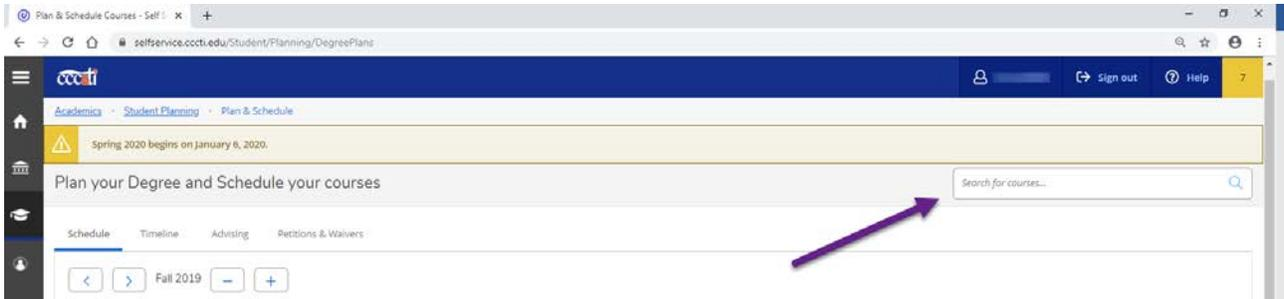 Plan & Schedule Courses - Self S
selfservice.cccti.edu/Student/Planning/DegreePlans
cccti
Sign out
Help
7
Academics · Student Planning · Plan & Schedule
Spring 2020 begins on January 6, 2020.
Plan your Degree and Schedule your courses
Search for courses...
Schedule Timeline Advising Petitions & Waivers
Fall 2019